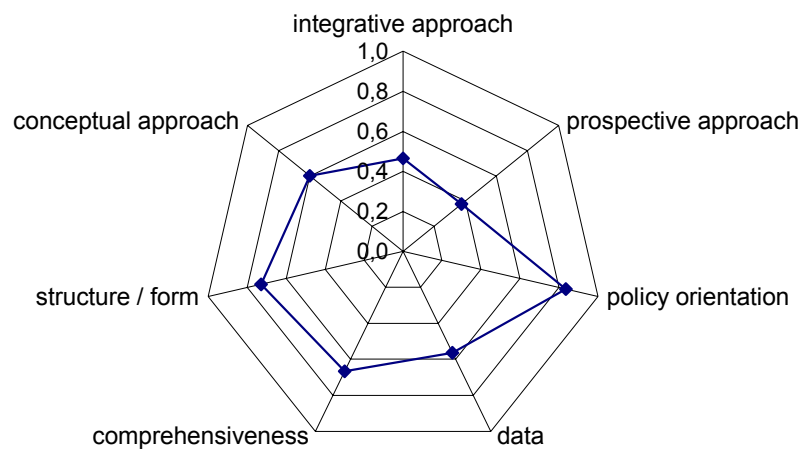 integrative approach
1,0
0,8
0,6
0,4
0,2
0,0
prospective approach
policy orientation
data
comprehensiveness
structure / form
conceptual approach